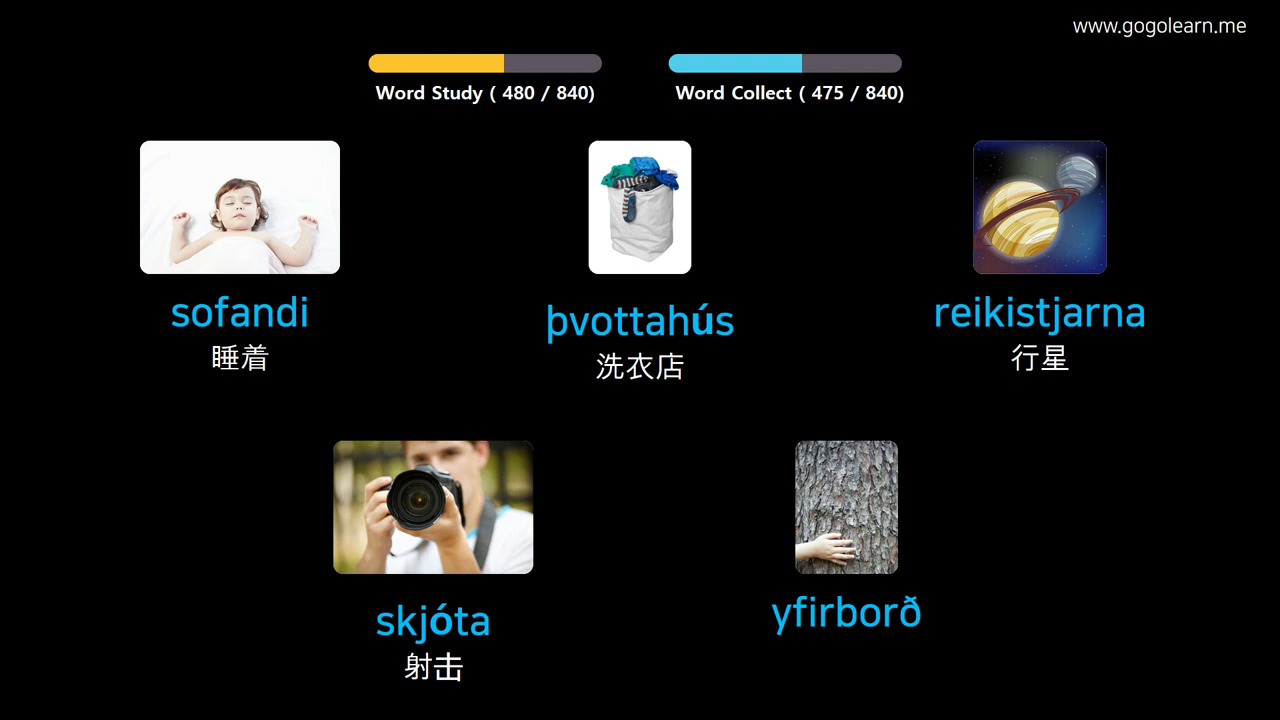 www.gogolearn.me
Word Study ( 480 / 840)
Word Collect ( 475 / 840)
sofandi
睡着
þvottahús
洗衣店
reikistjarna
行星
skjóta
射击
yfirborð